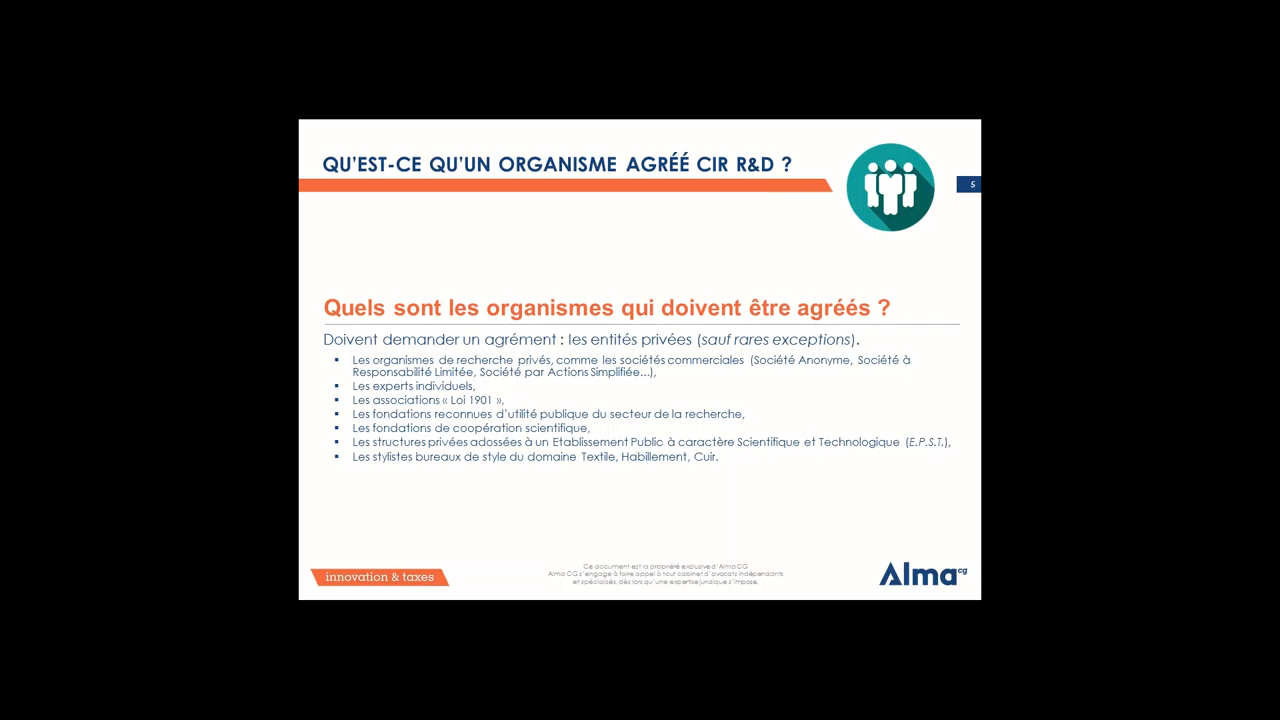 QU'EST-CE QU'UN ORGANISME AGRÉÉ CIR R&D ?
5
Quels sont les organismes qui doivent être agréés ?
Doivent demander un agrément : les entités privées (sauf rares exceptions).
▪ Les organismes de recherche privés, comme les sociétés commerciales (Société Anonyme, Société à
Responsabilité Limitée, Société par Actions Simplifiée...),
▪ Les experts individuels,
▪ Les associations « Loi 1901 »,
▪ Les fondations reconnues d'utilité publique du secteur de la recherche,
▪ Les fondations de coopération scientifique,
▪ Les structures privées adossées à un Etablissement Public à caractère Scientifique et Technologique (E.P.S.T.),
▪ Les stylistes bureaux de style du domaine Textile, Habillement, Cuir.
innovation & taxes
Ce document est la propriété exclusive d'Alma CG
Alma CG s'engage à faire appel à tout cabinet d'avocats indépendants
et spécialisés, dès lors qu'une expertise juridique s'impose.
Alma cg